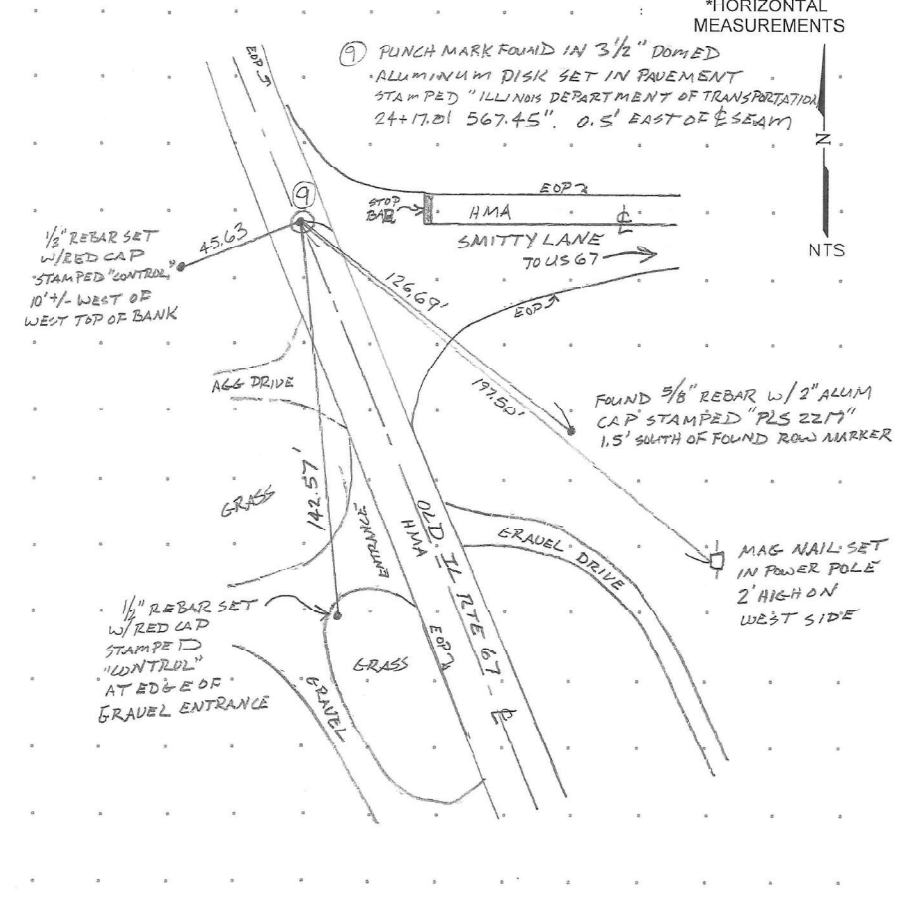 *HORIZONTAL
MEASUREMENTS
N
NTS
9 PUNCH MARK FOUND IN 3 1/2" DOMED
ALUMINUM DISK SET IN PAVEMENT
STAMPED "ILLINOIS DEPARTMENT OF TRANSPORTATION
24+17.01 567.45". 0.5' EAST OF ℄ SEAM
EOP
9
STOP
BAR
EOP
HMA
℄
SMITTY LANE
TO US 67
1/2" REBAR SET
W/RED CAP
STAMPED "CONTROL"
10' +/- WEST OF
WEST TOP OF BANK
45.63
126.69'
EOP
197.50'
AGG DRIVE
FOUND 5/8" REBAR W/ 2" ALUM
CAP STAMPED "PLS 2217"
1.5' SOUTH OF FOUND ROW MARKER
GRASS
142.57'
ENTRANCE
OLD IL RTE 67
HMA
℄
GRAVEL DRIVE
MAG NAIL SET
IN POWER POLE
2' HIGH ON
WEST SIDE
1/2" REBAR SET
W/RED CAP
STAMPED
"CONTROL"
AT EDGE OF
GRAVEL ENTRANCE
GRASS
EOP
GRAVEL